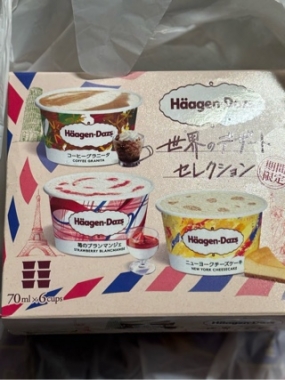 Häagen-Dazs
世界のデザート
セレクション
期間
限定
Häagen-Dazs
コーヒーグラニータ
COFFEE GRANITA
Häagen-Dazs
苺のブランマンジェ
STRAWBERRY BLANCMANGE
Häagen-Dazs
ニューヨークチーズケーキ
NEW YORK CHEESECAKE
70ml×6cups